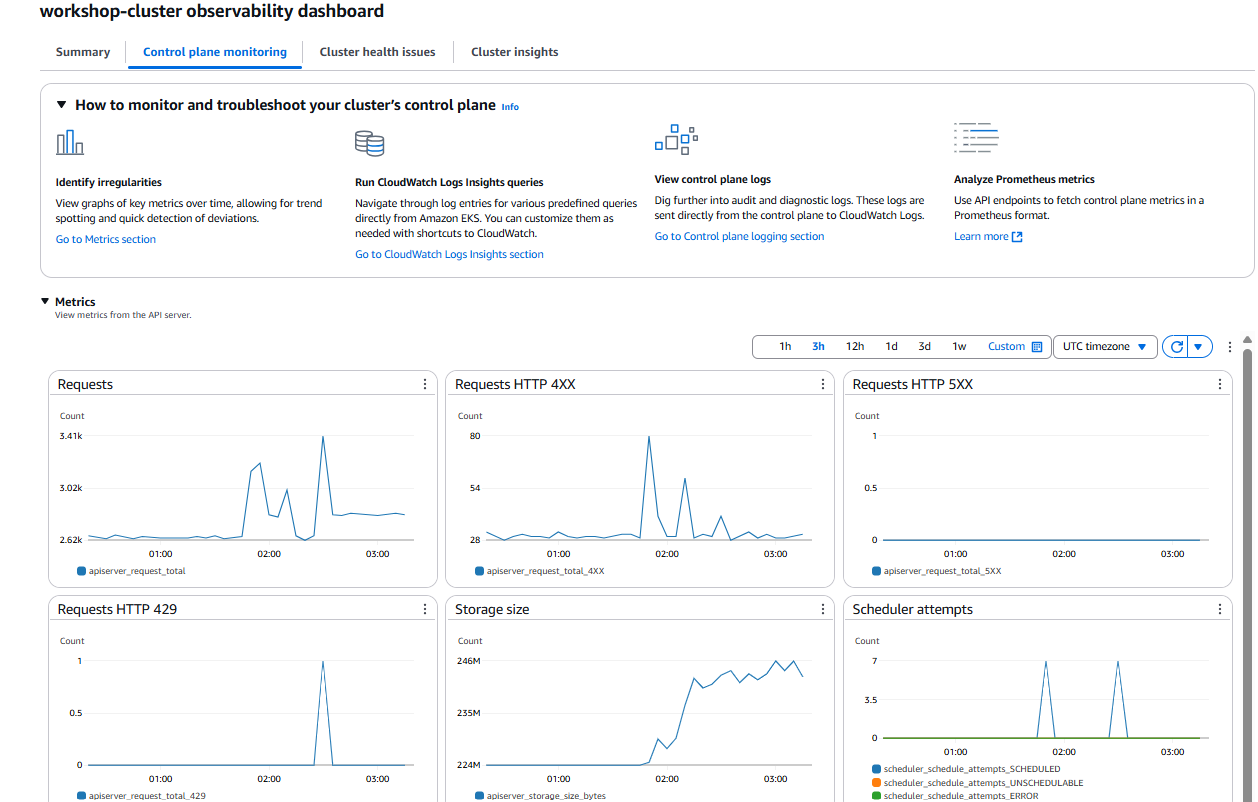 workshop-cluster observability dashboard
Summary
Control plane monitoring
Cluster health issues
Cluster insights
How to monitor and troubleshoot your cluster's control plane Info
Identify irregularities
View graphs of key metrics over time, allowing for trend
spotting and quick detection of deviations.
Go to Metrics section
Run CloudWatch Logs Insights queries
Navigate through log entries for various predefined queries
directly from Amazon EKS. You can customize them as
needed with shortcuts to CloudWatch.
Go to CloudWatch Logs Insights section
View control plane logs
Dig further into audit and diagnostic logs. These logs are
sent directly from the control plane to CloudWatch Logs.
Go to Control plane logging section
Analyze Prometheus metrics
Use API endpoints to fetch control plane metrics in a
Prometheus format.
Learn more
Metrics
View metrics from the API server.
1h 3h 12h 1d 3d 1w Custom UTC timezone
Requests
Count
3.41k
3.02k
2.62k
01:00 02:00 03:00
apiserver_request_total
Requests HTTP 4XX
Count
80
54
28
01:00 02:00 03:00
apiserver_request_total_4XX
Requests HTTP 5XX
Count
1
0.5
0
01:00 02:00 03:00
apiserver_request_total_5XX
Requests HTTP 429
Count
1
0.5
0
01:00 02:00 03:00
apiserver_request_total_429
Storage size
Count
246M
235M
224M
01:00 02:00 03:00
apiserver_storage_size_bytes
Scheduler attempts
Count
7
3.5
0
01:00 02:00 03:00
scheduler_schedule_attempts_SCHEDULED
scheduler_schedule_attempts_UNSCHEDULABLE
scheduler_schedule_attempts_ERROR